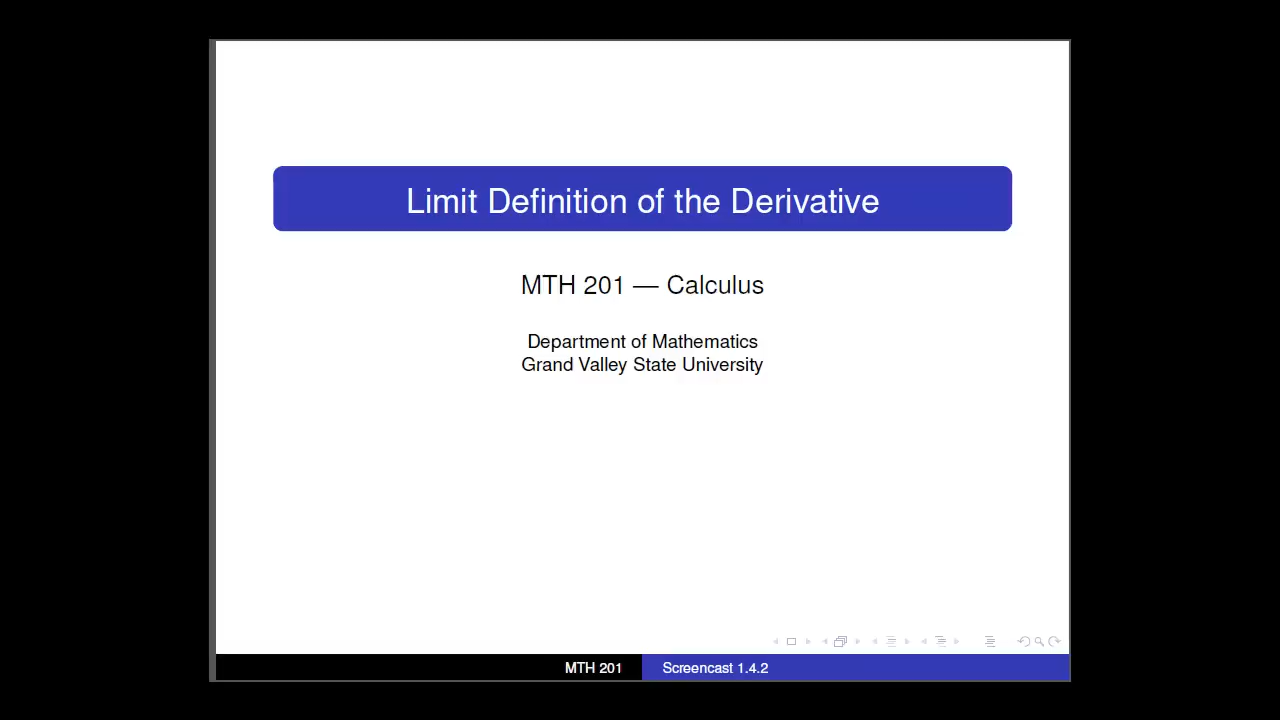 Limit Definition of the Derivative
MTH 201 — Calculus
Department of Mathematics
Grand Valley State University
MTH 201
Screencast 1.4.2